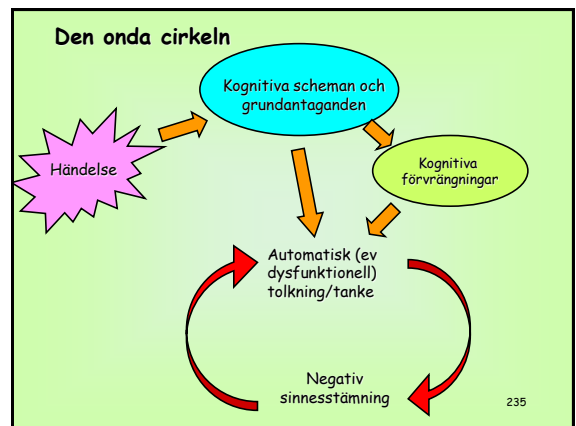 Den onda cirkeln
Kognitiva scheman och
grundantaganden
Händelse
Kognitiva
förvrängningar
Automatisk (ev
dysfunktionell)
tolkning/tanke
Negativ
sinnesstämning
235